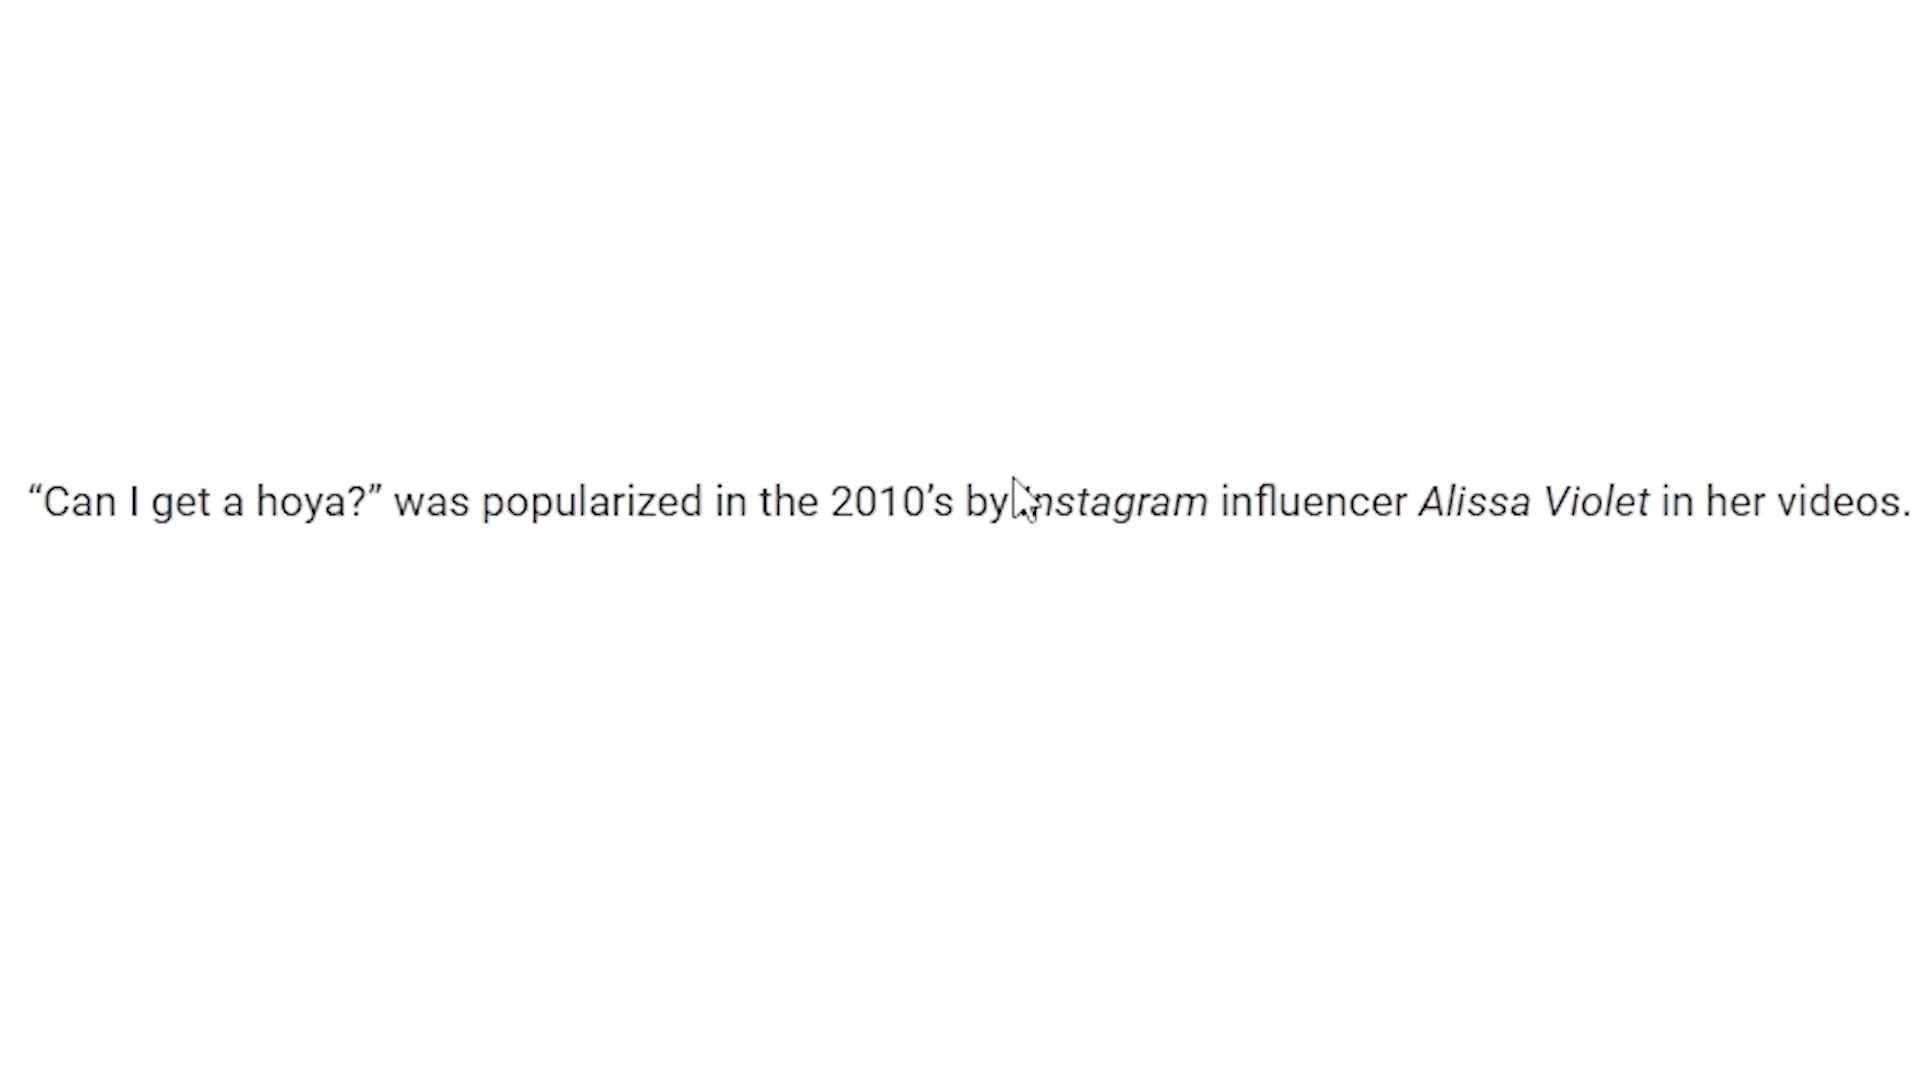 “Can I get a hoya?” was popularized in the 2010’s by Instagram influencer Alissa Violet in her videos.